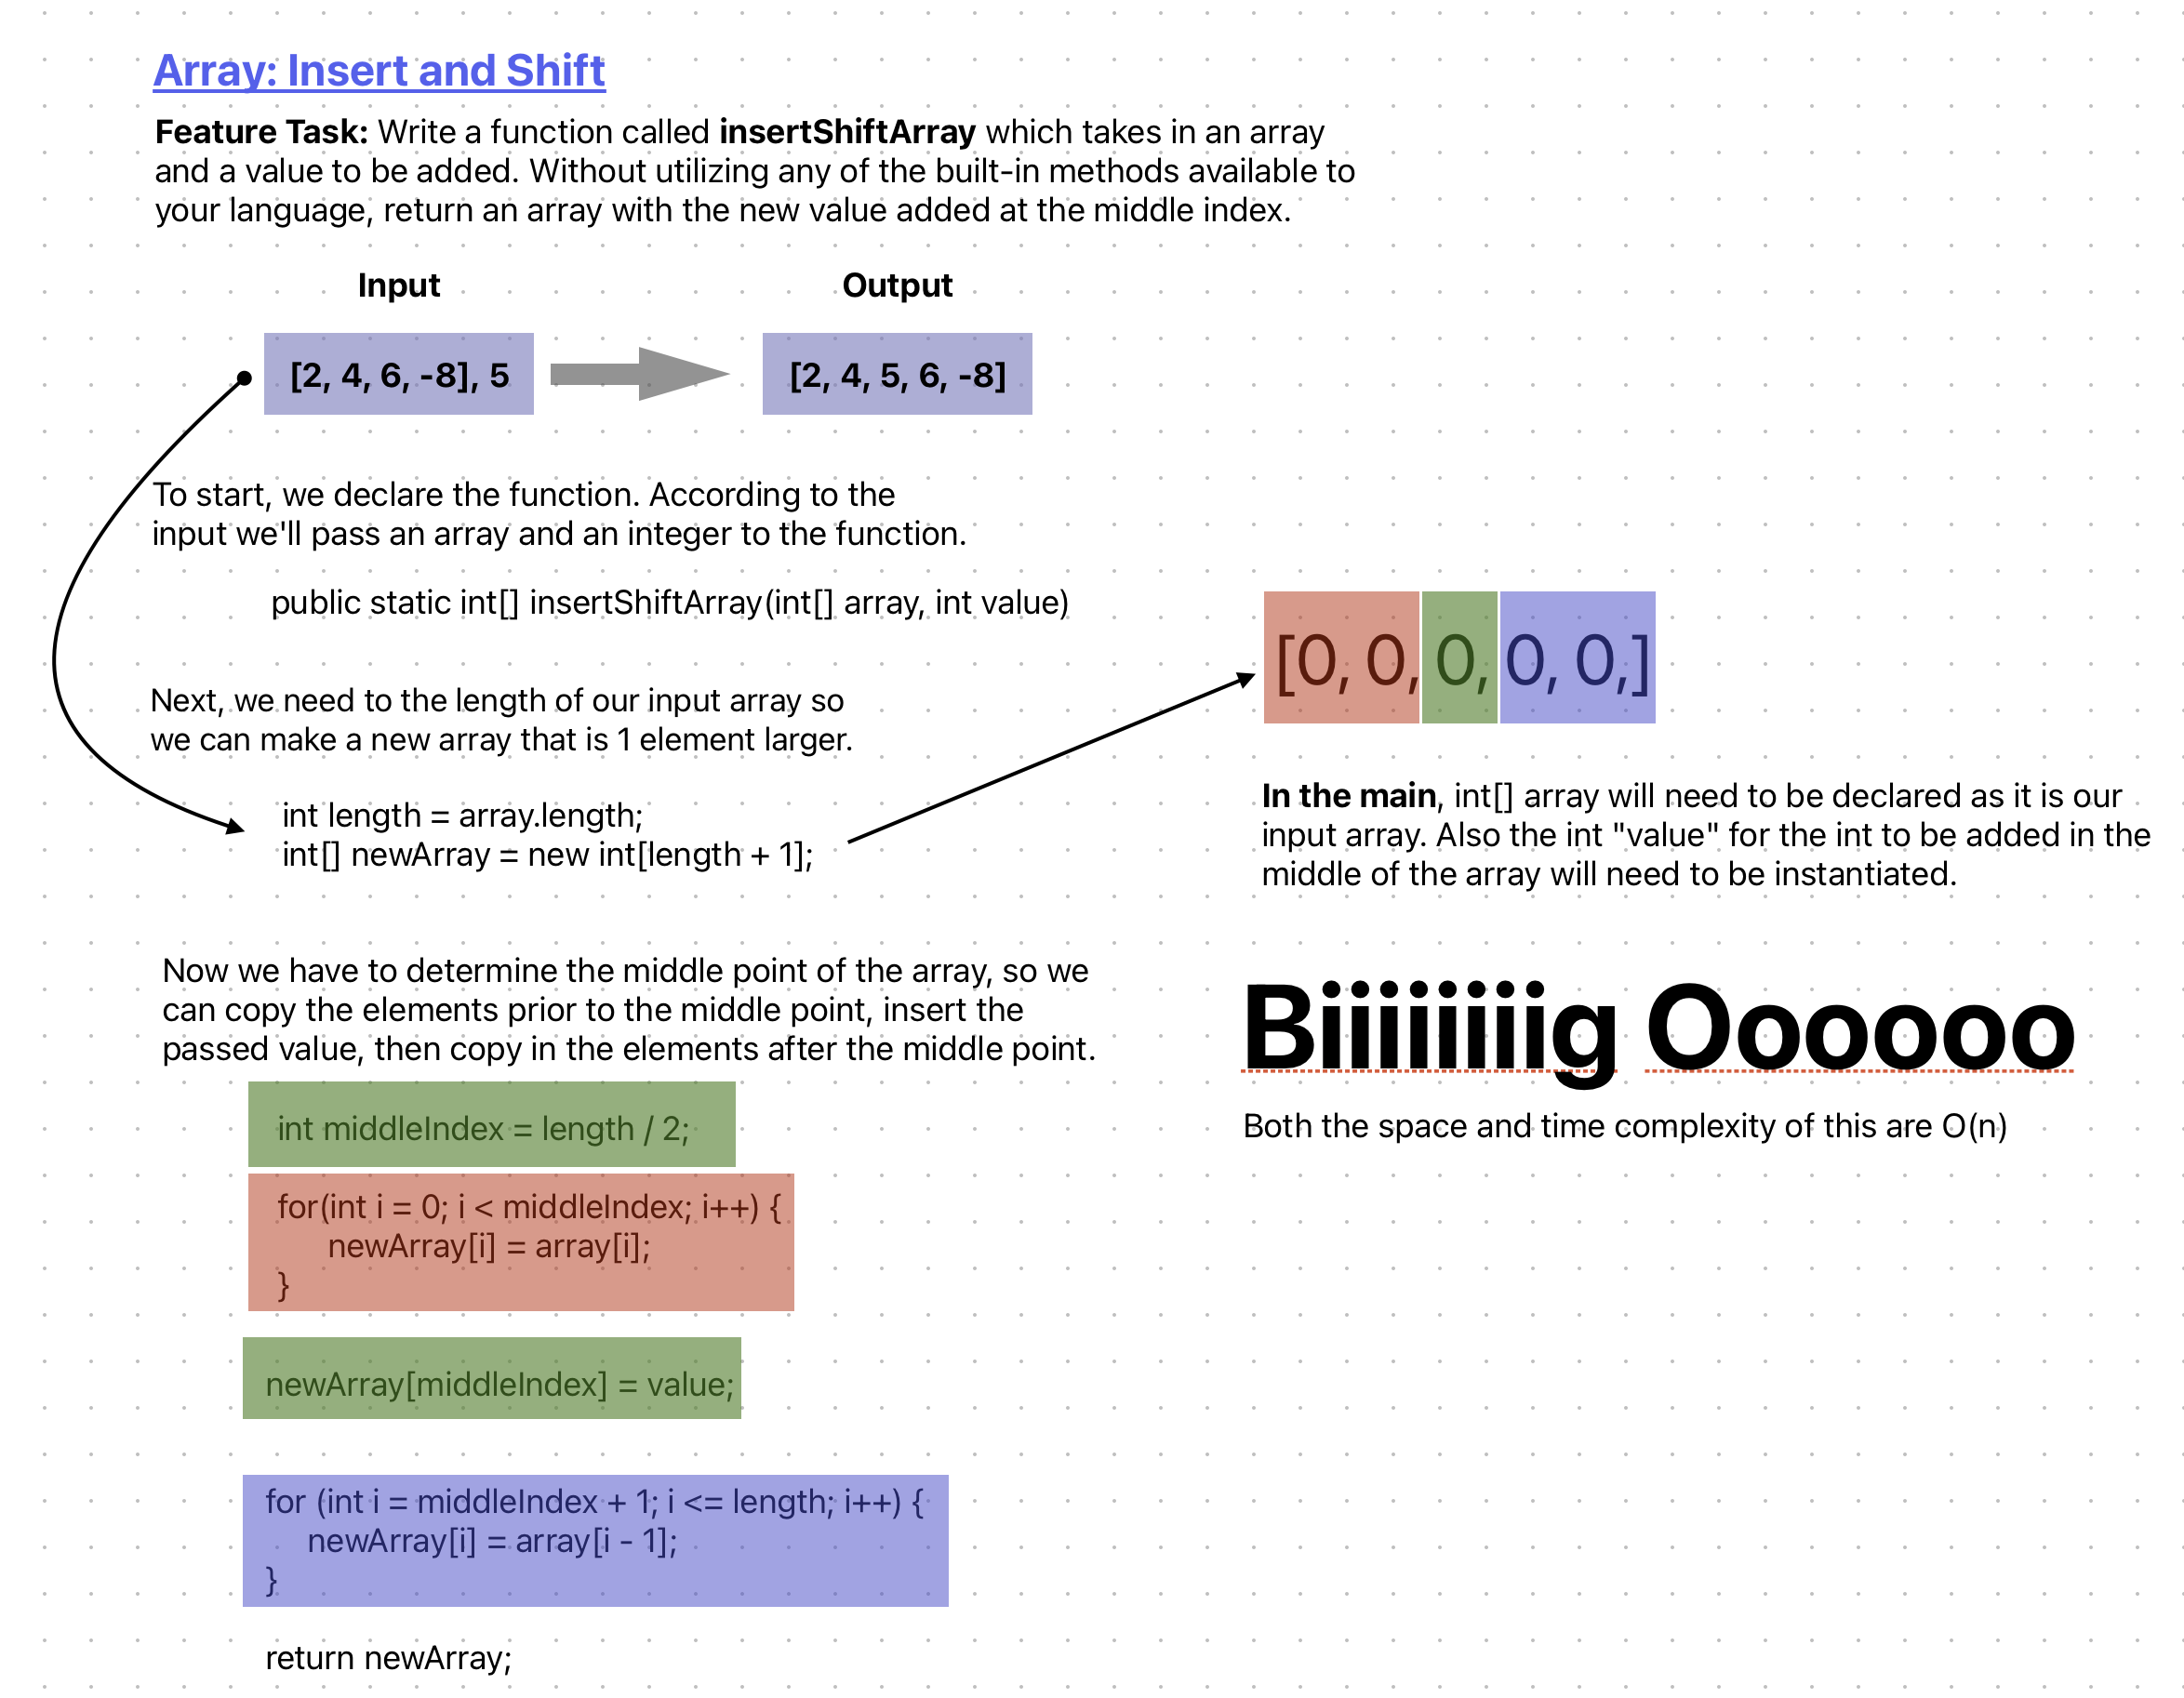 Array: Insert and Shift
Feature Task: Write a function called insertShiftArray which takes in an array
and a value to be added. Without utilizing any of the built-in methods available to
your language, return an array with the new value added at the middle index.
Input
Output
[2, 4, 6, -8], 5
[2, 4, 5, 6, -8]
To start, we declare the function. According to the
input we'll pass an array and an integer to the function.
public static int[] insertShiftArray(int[] array, int value)
Next, we need to the length of our input array so
we can make a new array that is 1 element larger.
int length = array.length;
int[] newArray = new int[length + 1];
Now we have to determine the middle point of the array, so we
can copy the elements prior to the middle point, insert the
passed value, then copy in the elements after the middle point.
int middleIndex = length / 2;
for(int i = 0; i < middleIndex; i++) {
newArray[i] = array[i];
}
newArray[middleIndex] = value;
for (int i = middleIndex + 1; i <= length; i++) {
newArray[i] = array[i - 1];
}
return newArray;
[0, 0, 0, 0, 0,]
In the main, int[] array will need to be declared as it is our
input array. Also the int "value" for the int to be added in the
middle of the array will need to be instantiated.
Biiiiiiiig Oooooo
Both the space and time complexity of this are O(n)